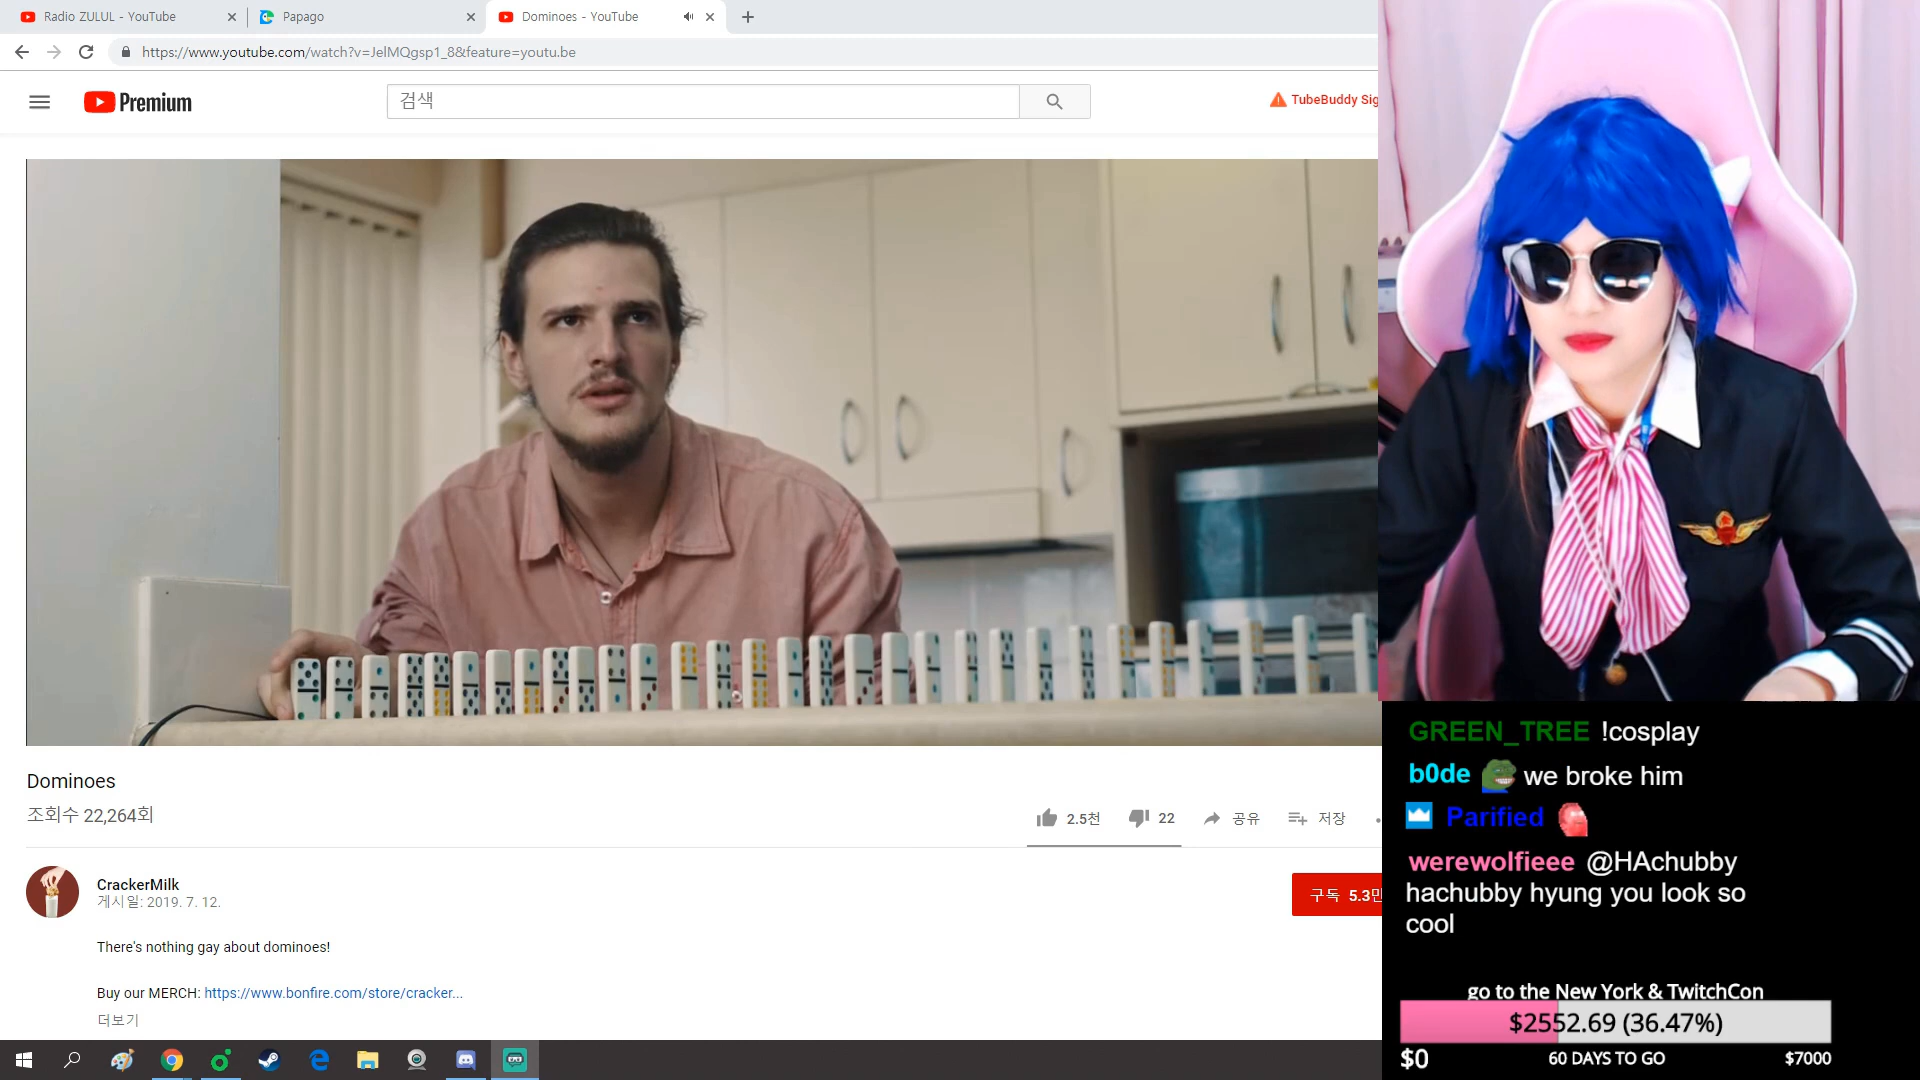 Radio ZULUL - YouTube
Papago
Dominoes - YouTube
https://www.youtube.com/watch?v=JelMQgsp1_8&feature=youtu.be
Premium
검색
TubeBuddy Sig
Dominoes
조회수 22,264회
2.5천
22
공유
저장
CrackerMilk
게시일: 2019. 7. 12.
구독 5.3만
There's nothing gay about dominoes!
Buy our MERCH: https://www.bonfire.com/store/cracker...
더보기
GREEN_TREE !cosplay
b0de we broke him
Parified
werewolfieee @HAchubby
hachubby hyung you look so
cool
go to the New York & TwitchCon
$2552.69 (36.47%)
$0 60 DAYS TO GO $7000